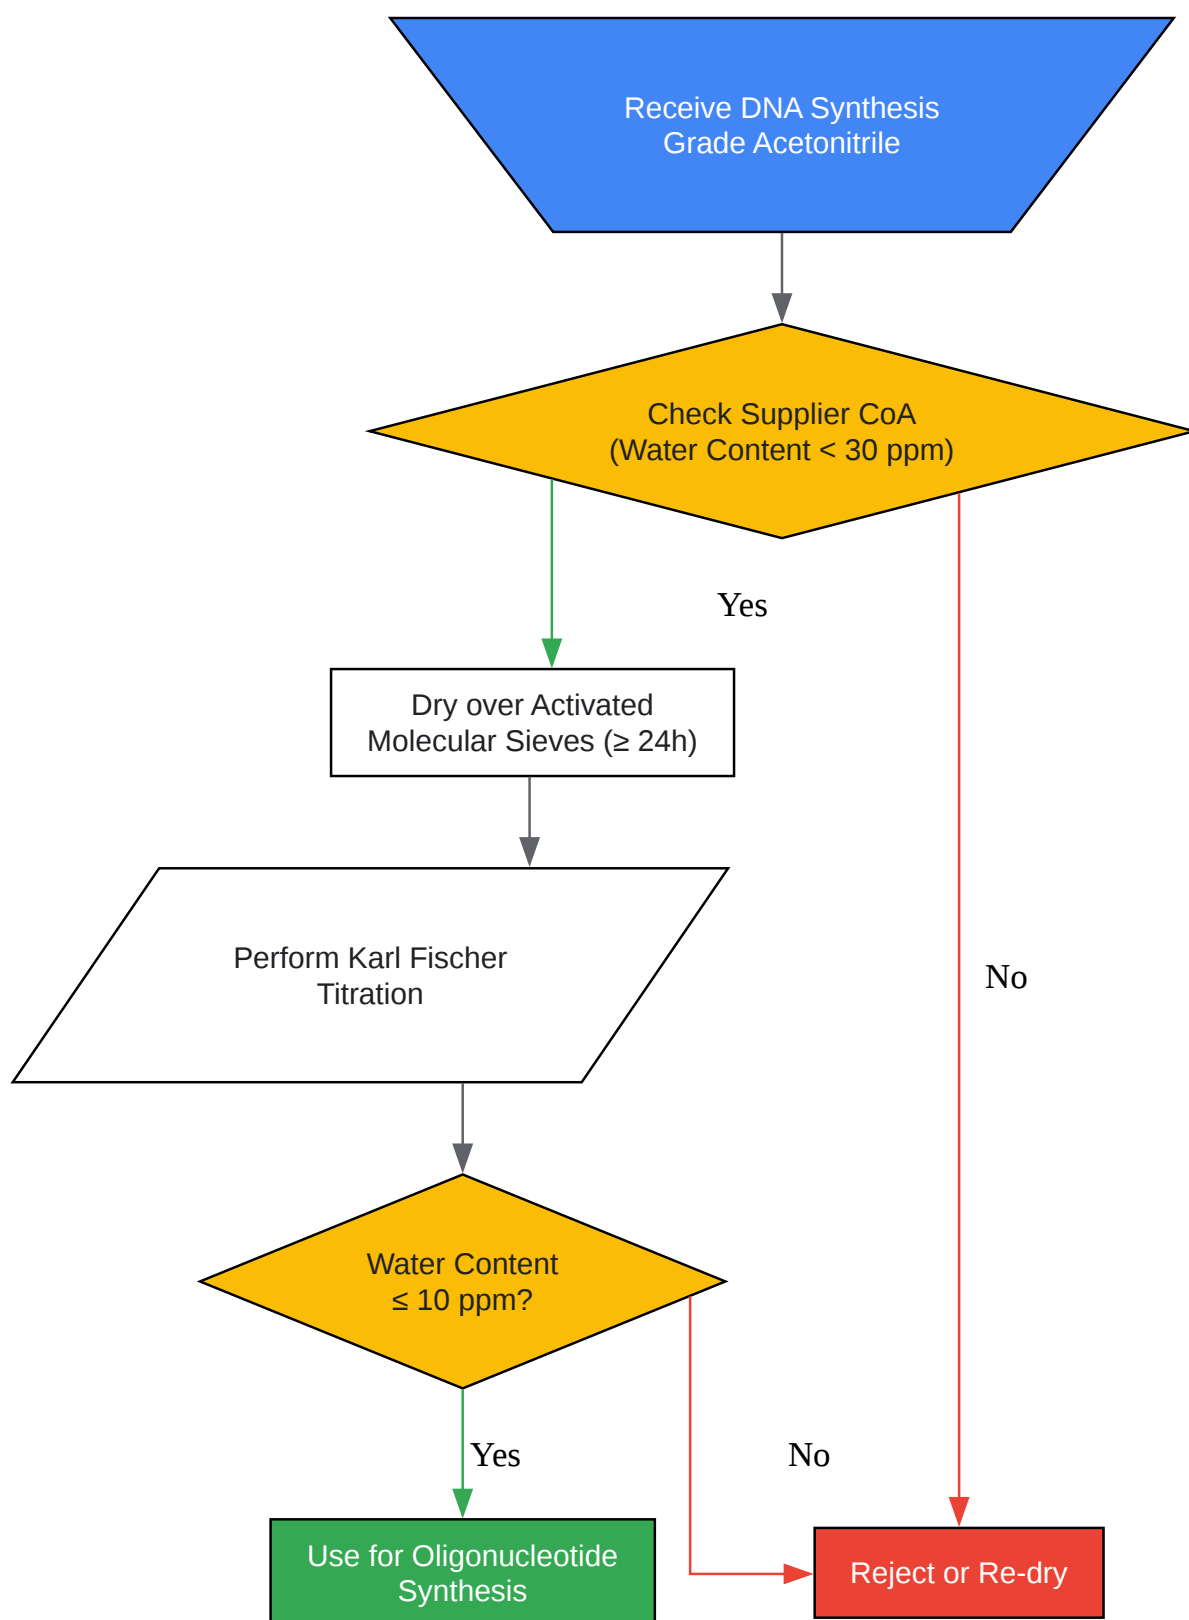 Receive DNA Synthesis
Grade Acetonitrile
Check Supplier CoA
(Water Content < 30 ppm)
Yes
Dry over Activated
Molecular Sieves (≥ 24h)
Perform Karl Fischer
Titration
No
Water Content
≤ 10 ppm?
Yes
No
Use for Oligonucleotide
Synthesis
Reject or Re-dry